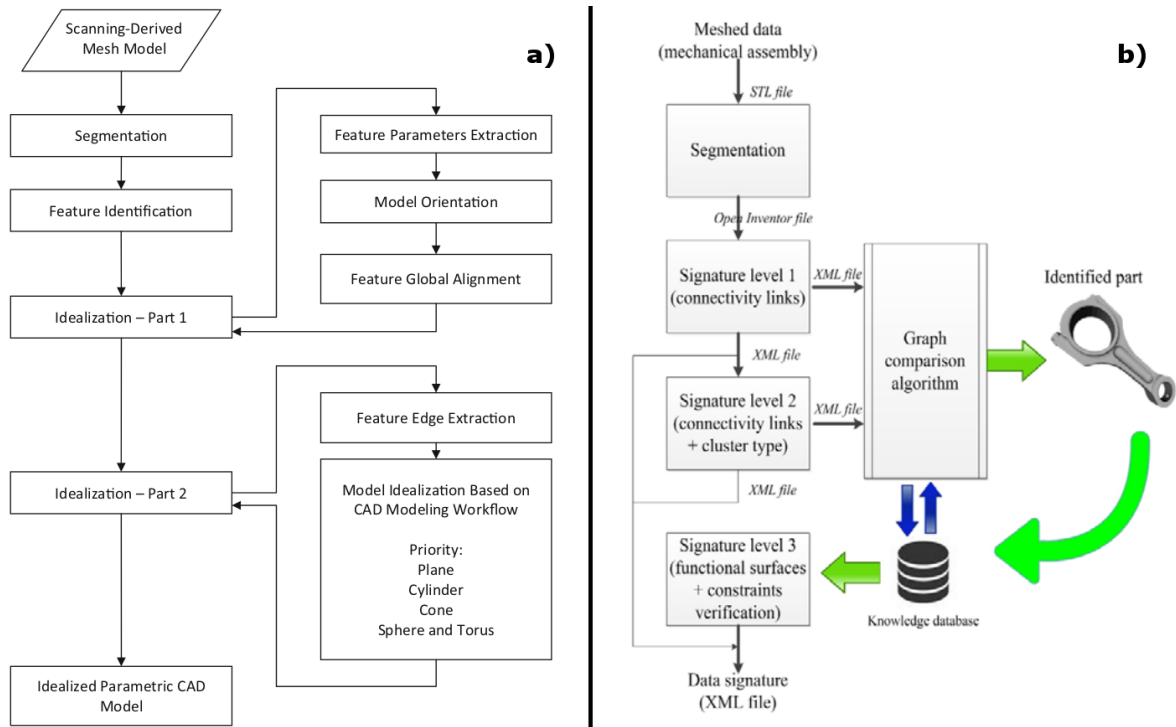 a)
Scanning-Derived
Mesh Model
Segmentation
Feature Identification
Idealization – Part 1
Feature Parameters Extraction
Model Orientation
Feature Global Alignment
Idealization – Part 2
Feature Edge Extraction
Model Idealization Based on
CAD Modeling Workflow
Priority:
Plane
Cylinder
Cone
Sphere and Torus
Idealized Parametric CAD
Model
b)
Meshed data
(mechanical assembly)
STL file
Segmentation
Open Inventor file
Signature level 1
(connectivity links)
XML file
XML file
Signature level 2
(connectivity links
+ cluster type)
XML file
XML file
Graph
comparison
algorithm
Identified part
Knowledge database
Signature level 3
(functional surfaces
+ constraints
verification)
Data signature
(XML file)